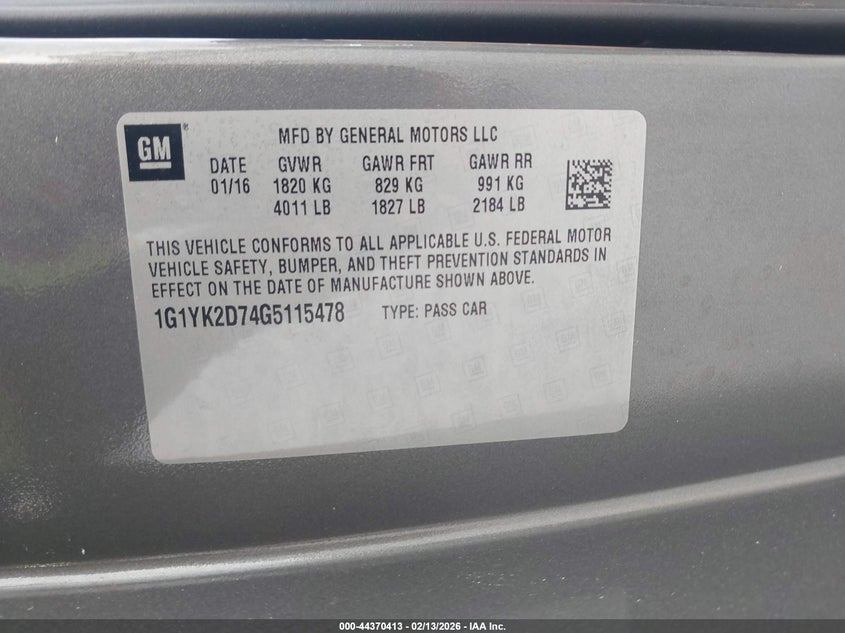 GM
MFD BY GENERAL MOTORS LLC
DATE GVWR GAWR FRT GAWR RR
01/16 1820 KG 829 KG 991 KG
4011 LB 1827 LB 2184 LB
THIS VEHICLE CONFORMS TO ALL APPLICABLE U.S. FEDERAL MOTOR
VEHICLE SAFETY, BUMPER, AND THEFT PREVENTION STANDARDS IN
EFFECT ON THE DATE OF MANUFACTURE SHOWN ABOVE.
1G1YK2D74G5115478 TYPE: PASS CAR
000-44370413 - 02/13/2026 - IAA Inc.